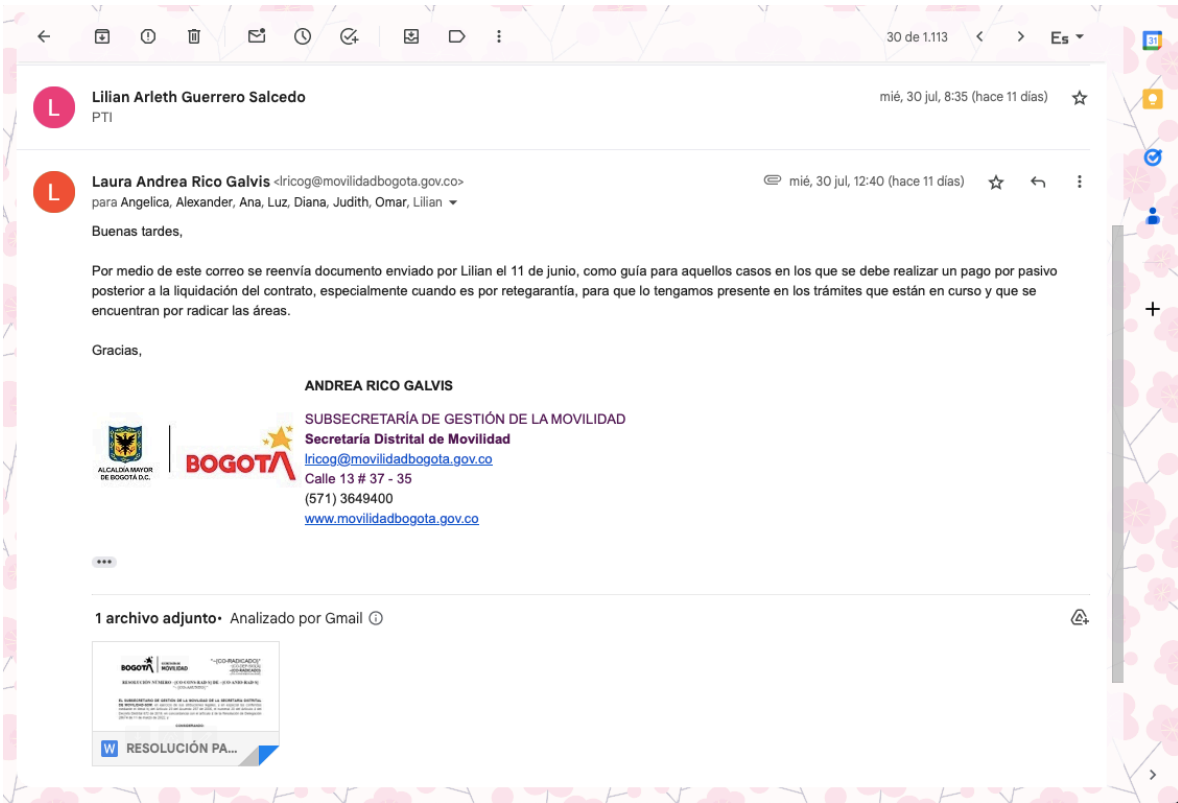 30 de 1.113
Es
31
L
Lilian Arleth Guerrero Salcedo
mié, 30 jul, 8:35 (hace 11 días)
PTI
L
Laura Andrea Rico Galvis <lricog@movilidadbogota.gov.co>
mié, 30 jul, 12:40 (hace 11 días)
para Angelica, Alexander, Ana, Luz, Diana, Judith, Omar, Lilian
Buenas tardes,
Por medio de este correo se reenvía documento enviado por Lilian el 11 de junio, como guía para aquellos casos en los que se debe realizar un pago por pasivo
posterior a la liquidación del contrato, especialmente cuando es por retegarantía, para que lo tengamos presente en los trámites que están en curso y que se
encuentran por radicar las áreas.
Gracias,
ANDREA RICO GALVIS
SUBSECRETARÍA DE GESTIÓN DE LA MOVILIDAD
Secretaría Distrital de Movilidad
lricog@movilidadbogota.gov.co
Calle 13 # 37 - 35
(571) 3649400
www.movilidadbogota.gov.co
ALCALDÍA MAYOR
DE BOGOTÁ D.C.
BOGOTÁ
1 archivo adjunto• Analizado por Gmail
BOGOTÁ
MOVILIDAD
CONSIDERANDO:
W RESOLUCIÓN PA...